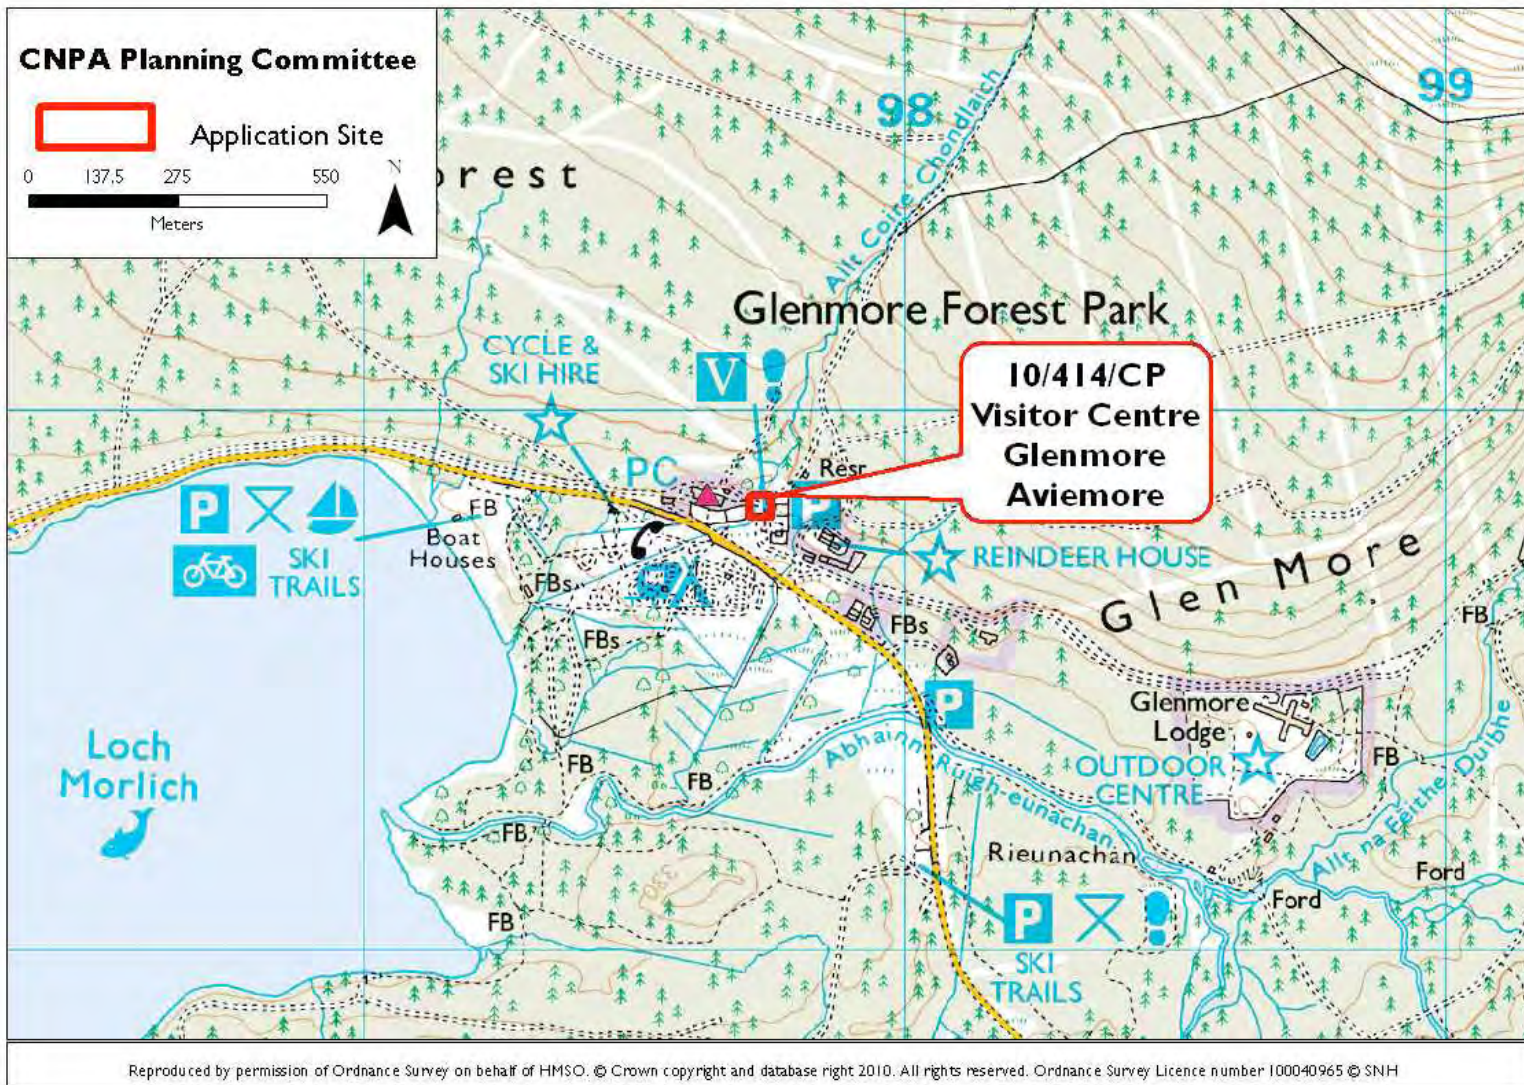 CNPA Planning Committee
Application Site
0 137.5 275 550
N
Meters
orest
98
99
Allt Coire Chondlaich
Glenmore Forest Park
CYCLE &
SKI HIRE
V
10/414/CP
Visitor Centre
Glenmore
Aviemore
PC
Resr
P
P
FB
Boat
Houses
SKI
TRAILS
REINDEER HOUSE
Glen More
FBs
FBs
FBs
FB
P
Glenmore
Lodge
OUTDOOR
CENTRE
FB
Loch
Morlich
FB
FB
FB
FB
Abhainn Ruigh-eunachan
Allt na Feithe Duibhe
Rieunachan
330
Ford
Ford
P
SKI
TRAILS
Reproduced by permission of Ordnance Survey on behalf of HMSO. © Crown copyright and database right 2010. All rights reserved. Ordnance Survey Licence number 100040965 © SNH